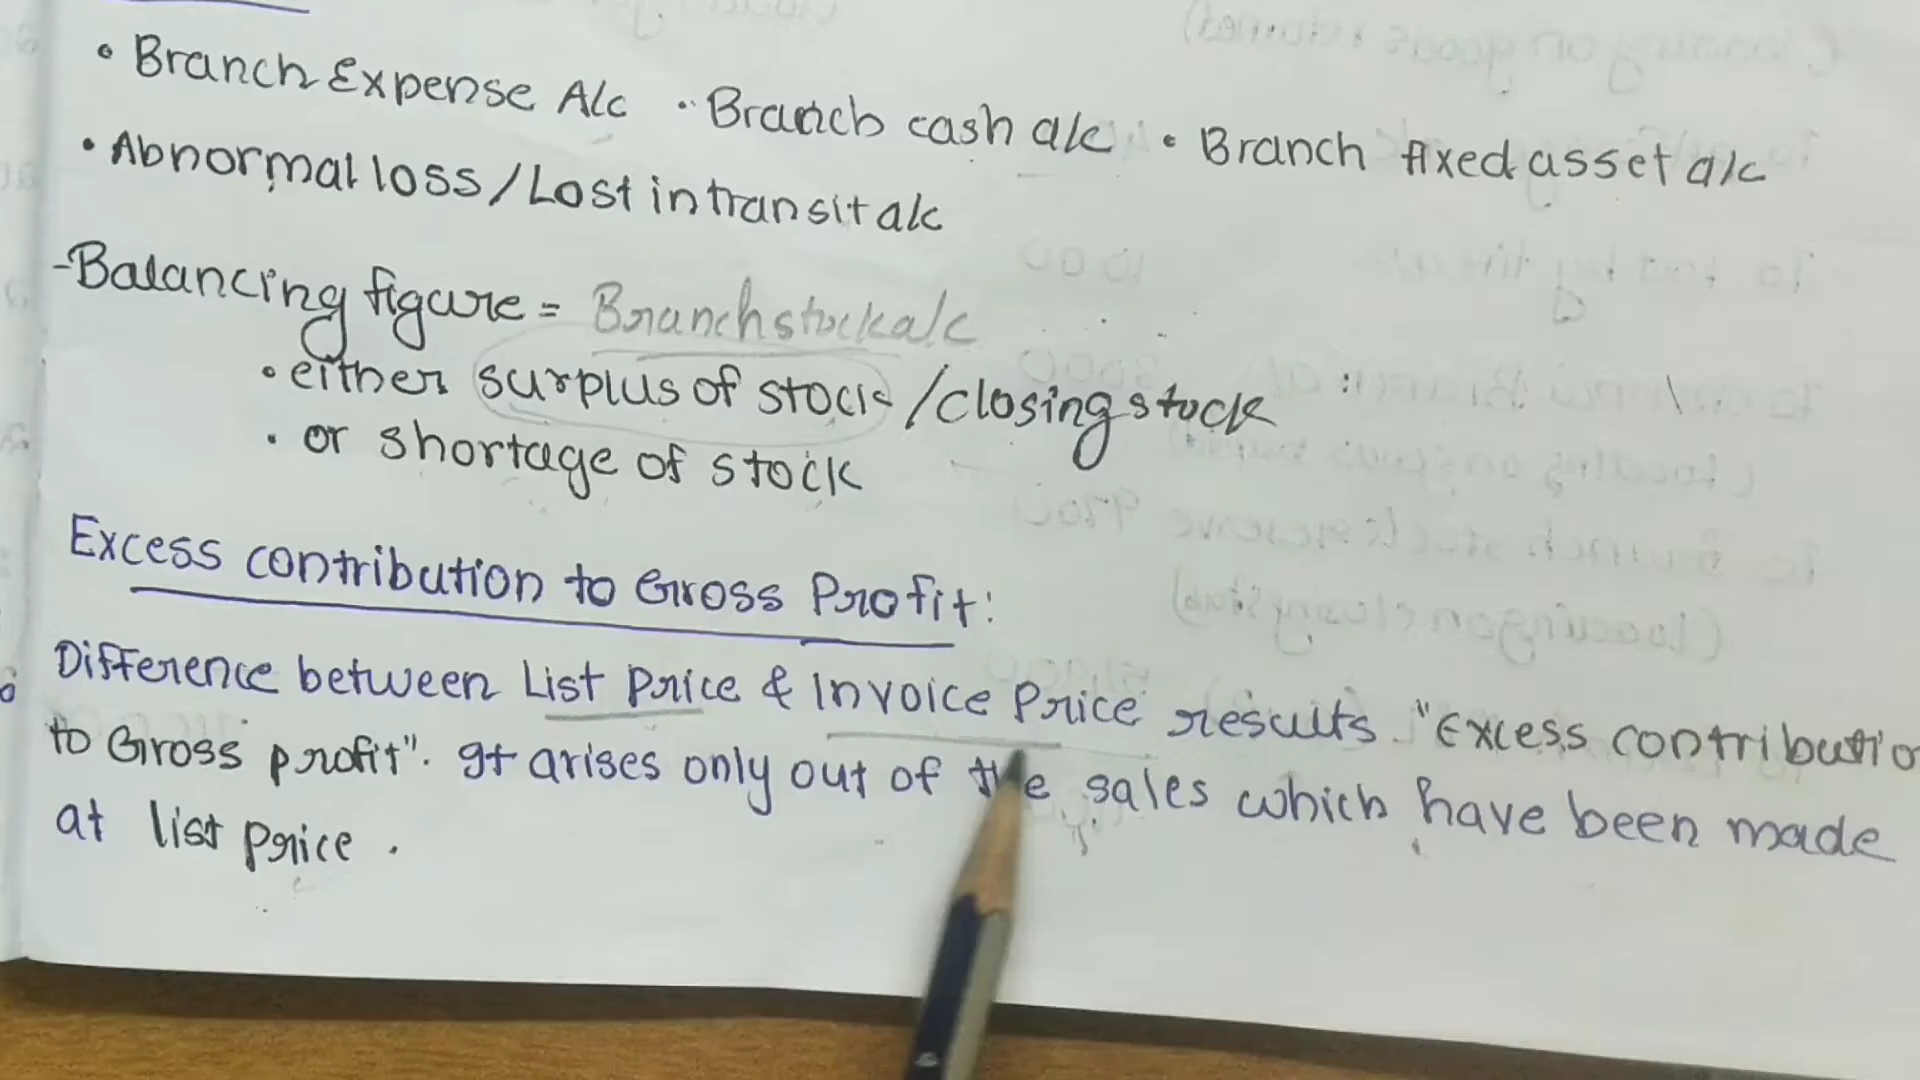 • Branch Expense A/c • Branch cash a/c • Branch fixed asset a/c
• Abnormal loss / Lost in transit a/c
- Balancing figure = Branch stock a/c
• either surplus of stock / closing stock
• or shortage of stock
Excess contribution to Gross Profit:
Difference between List Price & Invoice Price results "Excess contributio
to Gross profit". It arises only out of the sales which have been made
at list price.